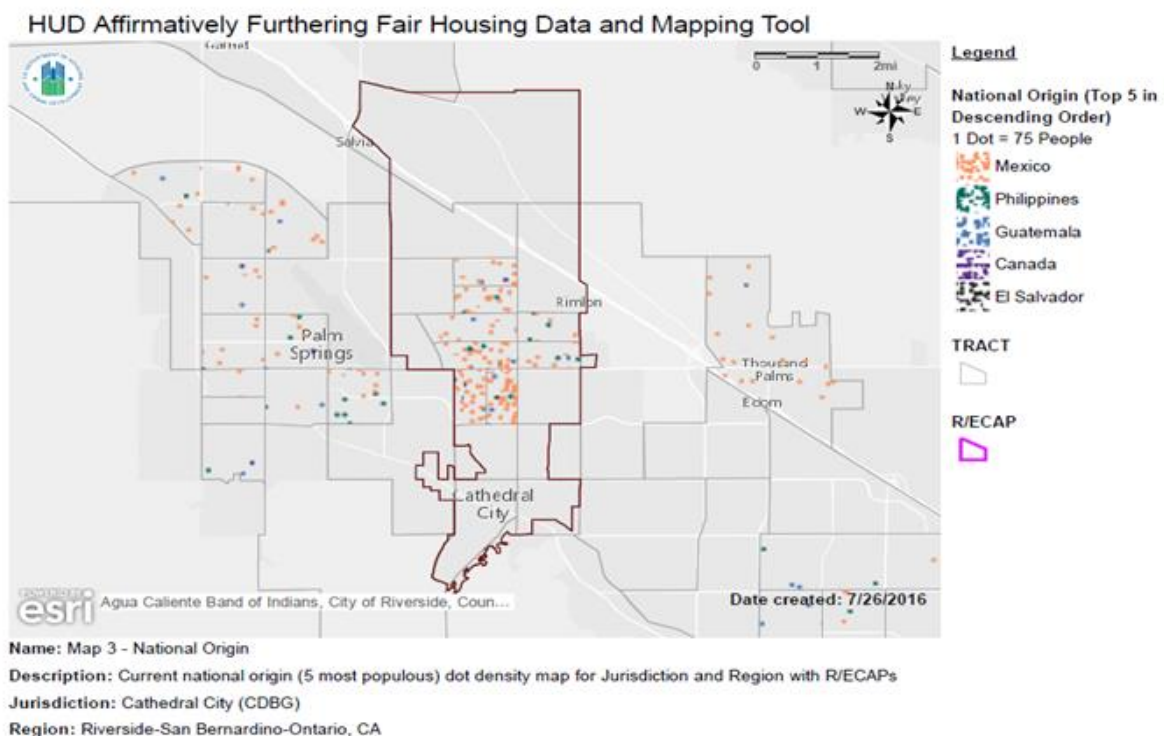 HUD Affirmatively Furthering Fair Housing Data and Mapping Tool
Garnet
0 1 2mi
N
W E
S
Salvia
Rimlon
Palm
Springs
Thousand
Palms
Edom
Cathedral
City
POWERED BY
esri
Agua Caliente Band of Indians, City of Riverside, Coun...
Date created: 7/26/2016
Legend
National Origin (Top 5 in
Descending Order)
1 Dot = 75 People
Mexico
Philippines
Guatemala
Canada
El Salvador
TRACT
R/ECAP
Name: Map 3 - National Origin
Description: Current national origin (5 most populous) dot density map for Jurisdiction and Region with R/ECAPs
Jurisdiction: Cathedral City (CDBG)
Region: Riverside-San Bernardino-Ontario, CA